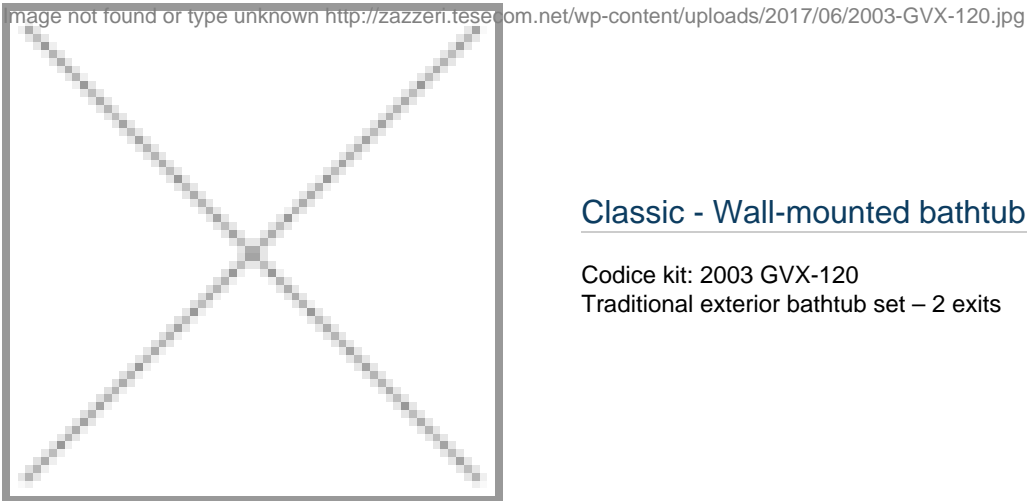 Image not found or type unknown http://zazzeri.tesecom.net/wp-content/uploads/2017/06/2003-GVX-120.jpg
Classic - Wall-mounted bathtub
Codice kit: 2003 GVX-120
Traditional exterior bathtub set – 2 exits